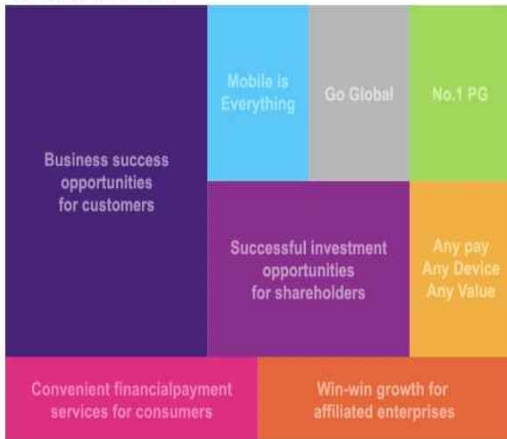 Business success
opportunities
for customers
Mobile is
Everything
Go Global
No.1 PG
Successful investment
opportunities
for shareholders
Any pay
Any Device
Any Value
Convenient financialpayment
services for consumers
Win-win growth for
affiliated enterprises